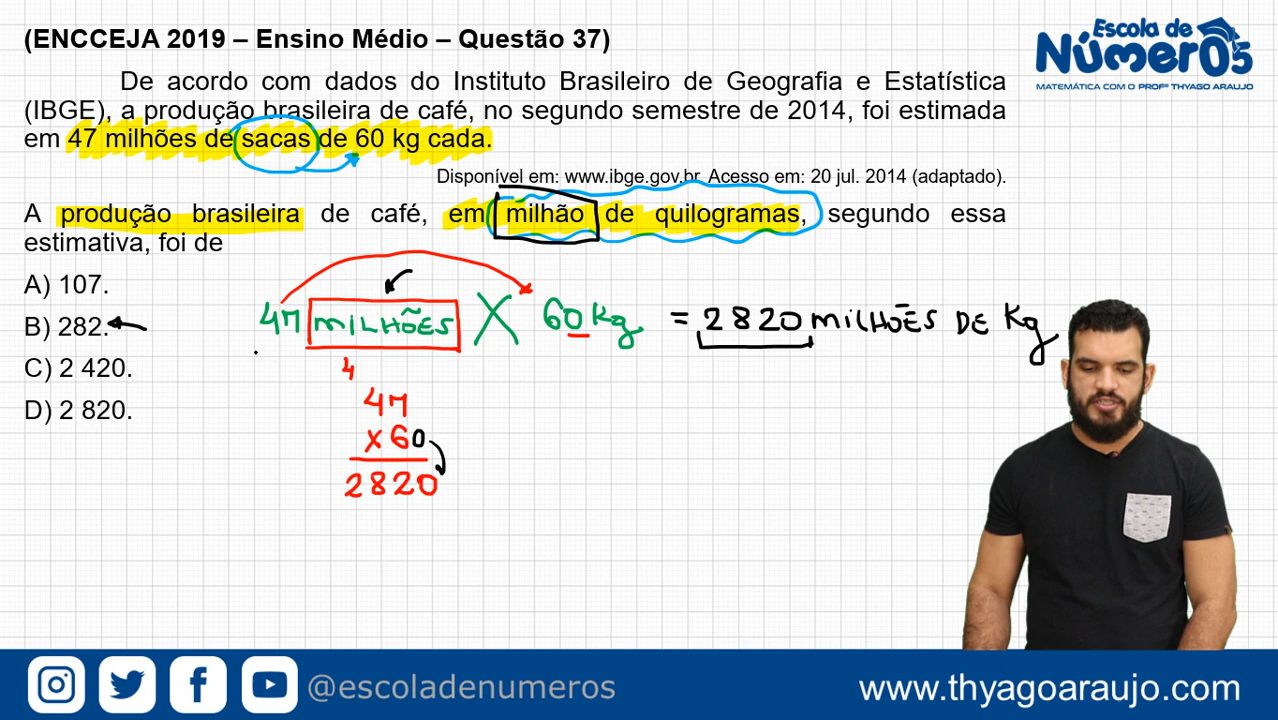 (ENCCEJA 2019 – Ensino Médio – Questão 37)
Escola de
NúmerOs
MATEMÁTICA COM O PROFº THYAGO ARAUJO
De acordo com dados do Instituto Brasileiro de Geografia e Estatística
(IBGE), a produção brasileira de café, no segundo semestre de 2014, foi estimada
em 47 milhões de sacas de 60 kg cada.
Disponível em: www.ibge.gov.br. Acesso em: 20 jul. 2014 (adaptado).
A produção brasileira de café, em milhão de quilogramas, segundo essa
estimativa, foi de
A) 107.
B) 282.
C) 2 420.
D) 2 820.
47 MILHÕES X 60 Kg = 2820 MILHÕES DE Kg
4
47
x 60
2820
@escoladenumeros
www.thyagoaraujo.com